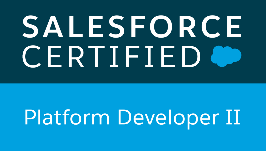 SALESFORCE
CERTIFIED
Platform Developer II